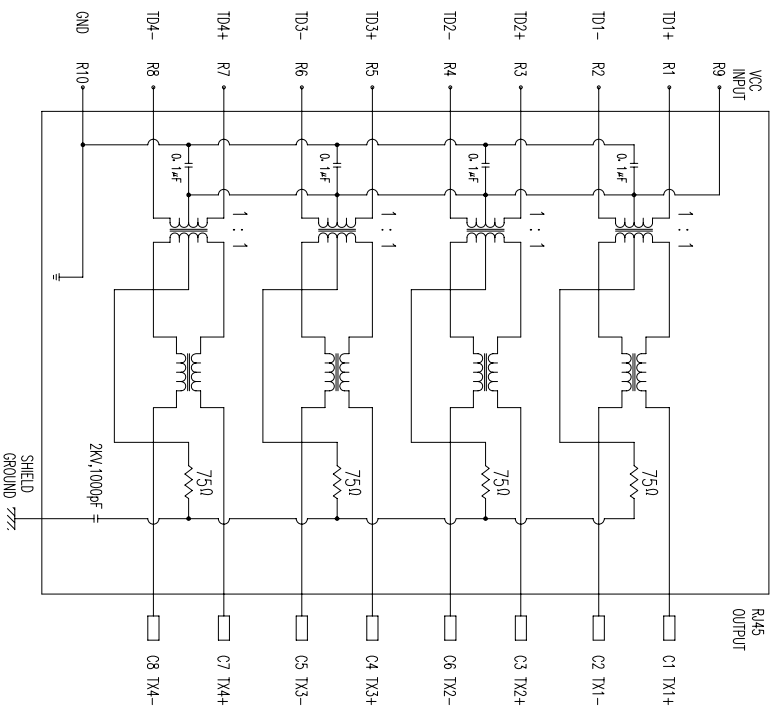 VCC
INPUT
R9
TD1+ R1
TD1- R2
TD2+ R3
TD2- R4
TD3+ R5
TD3- R6
TD4+ R7
TD4- R8
GND R10
0.1µF
0.1µF
0.1µF
0.1µF
1 : 1
1 : 1
1 : 1
1 : 1
75Ω
75Ω
75Ω
75Ω
2KV,1000pF
SHIELD
GROUND
RJ45
OUTPUT
C1 TX1+
C2 TX1-
C3 TX2+
C6 TX2-
C4 TX3+
C5 TX3-
C7 TX4+
C8 TX4-